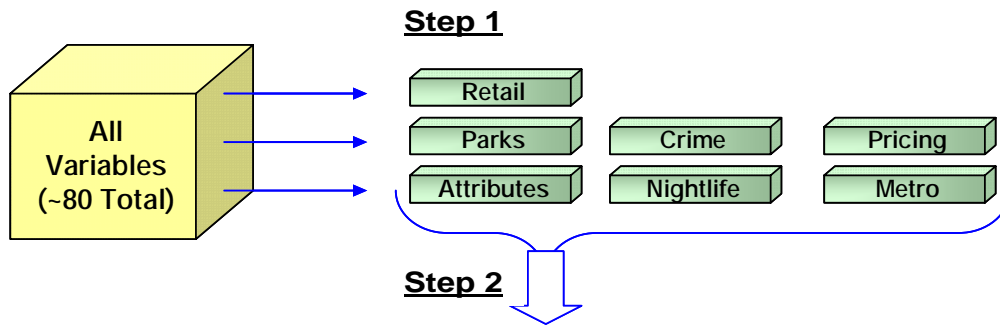 Step 1
All
Variables
(~80 Total)
Retail
Parks
Crime
Pricing
Attributes
Nightlife
Metro
Step 2